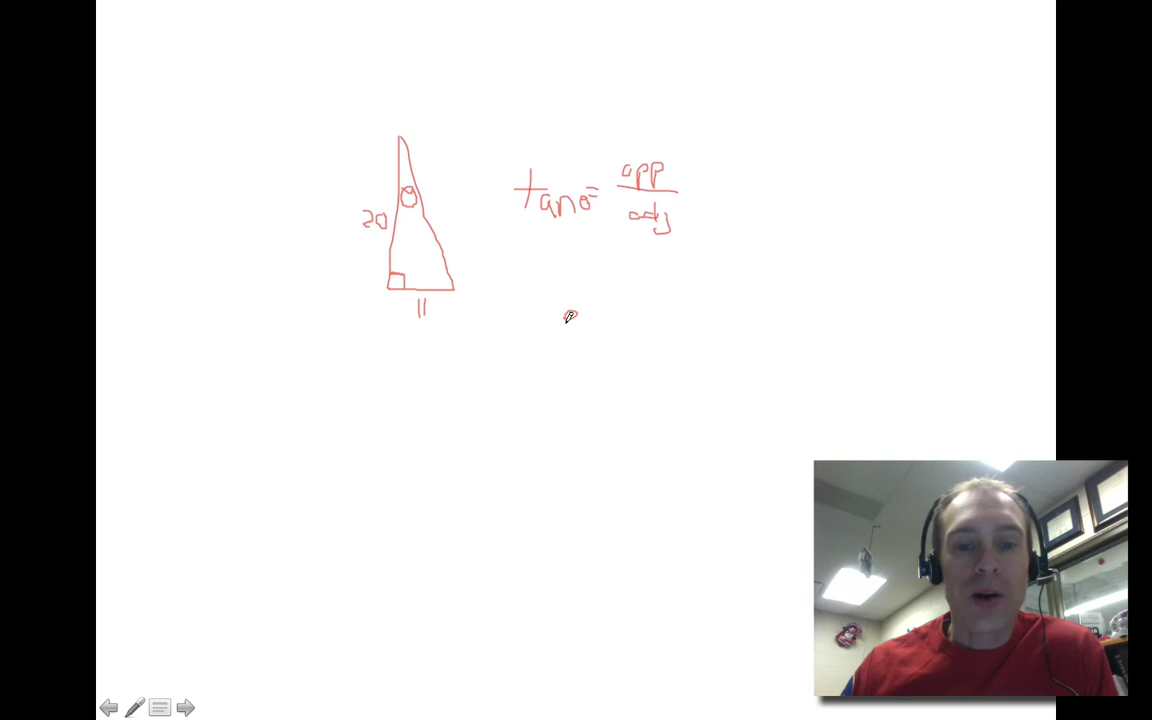 20
11
tanθ = opp
adj